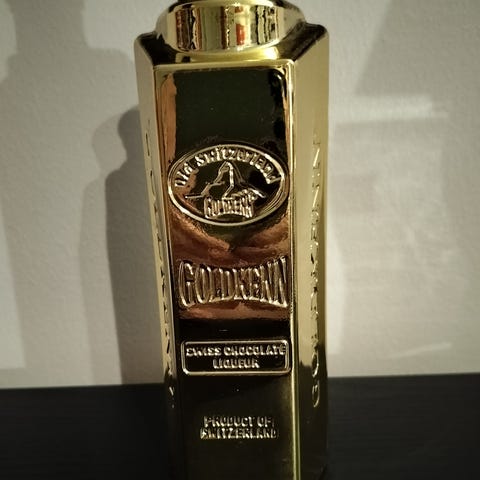 Old Switzerland
GOLDKENN
GOLDKENN
SWISS CHOCOLATE
LIQUEUR
PRODUCT OF
SWITZERLAND